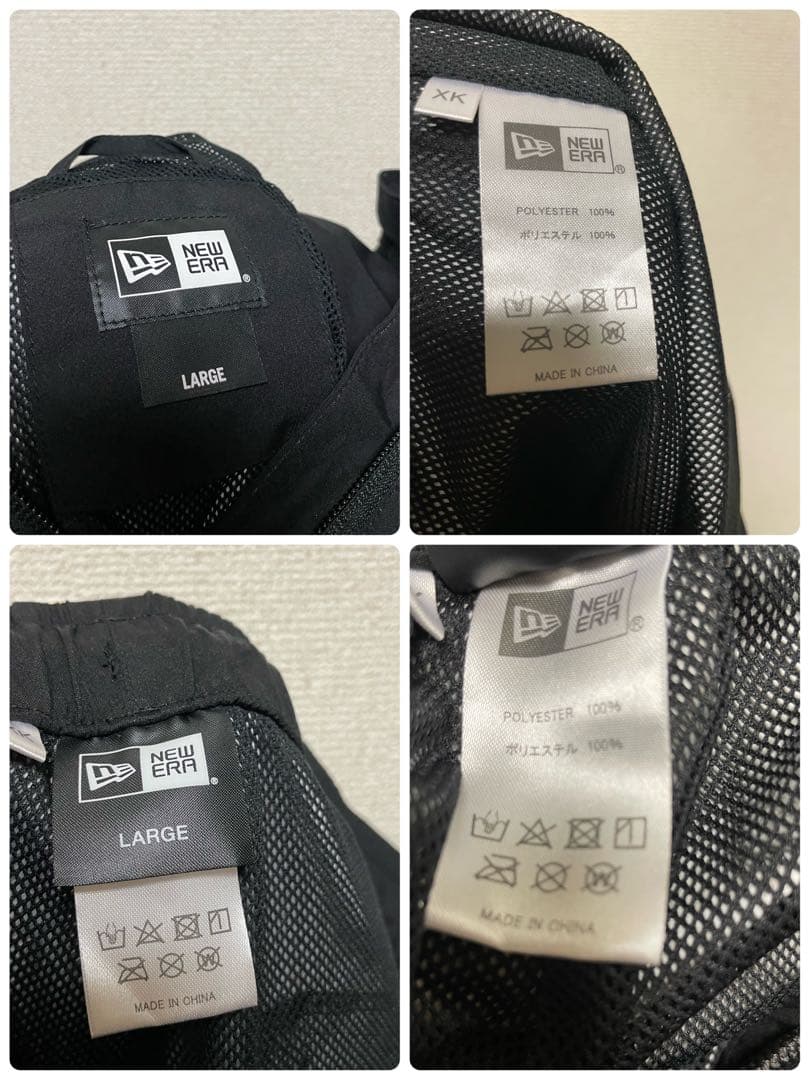 NEW
ERA
®
LARGE
XK
NEW
ERA
®
POLYESTER 100%
ポリエステル 100%
MADE IN CHINA
NEW
ERA
®
LARGE
MADE IN CHINA
NEW
ERA
®
POLYESTER 100%
ポリエステル 100%
MADE IN CHINA